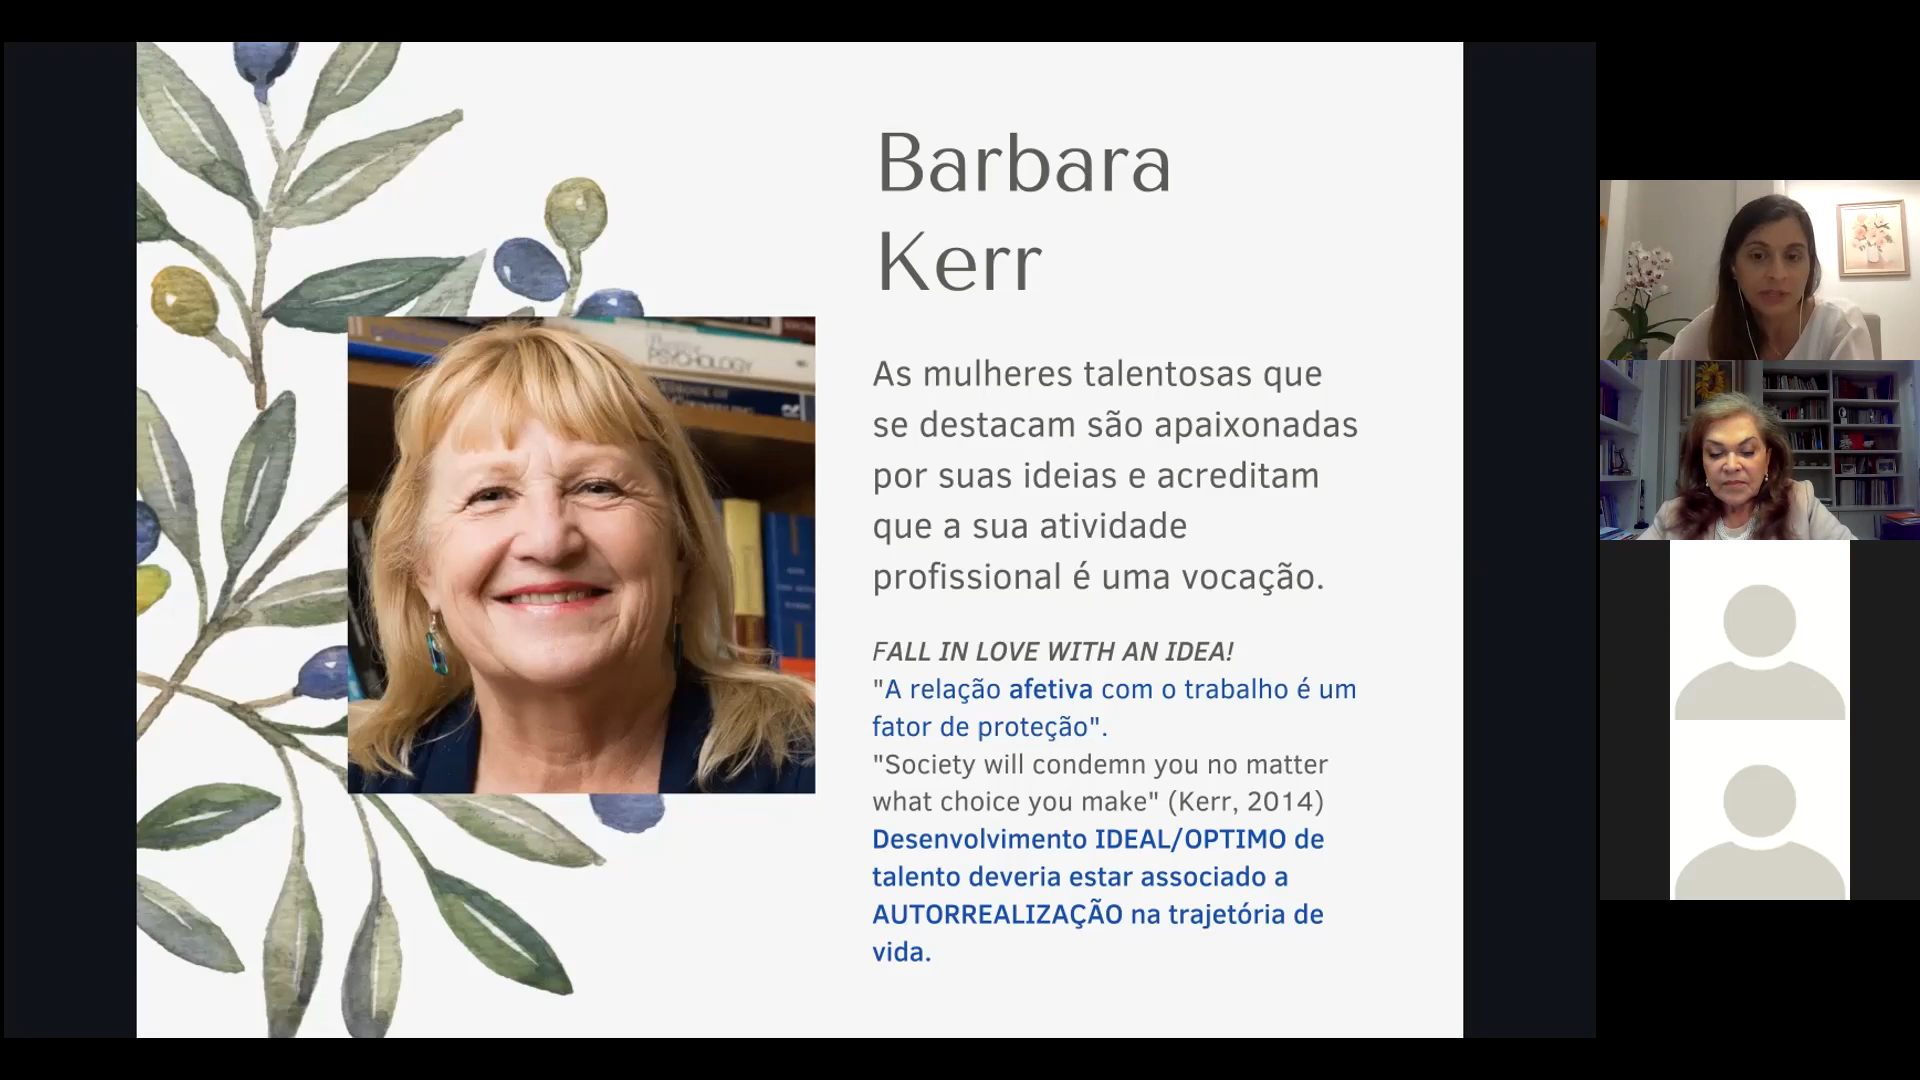 Barbara
Kerr
PSYCHOLOGY
As mulheres talentosas que
se destacam são apaixonadas
por suas ideias e acreditam
que a sua atividade
profissional é uma vocação.
FALL IN LOVE WITH AN IDEA!
"A relação afetiva com o trabalho é um
fator de proteção".
"Society will condemn you no matter
what choice you make" (Kerr, 2014)
Desenvolvimento IDEAL/OPTIMO de
talento deveria estar associado a
AUTORREALIZAÇÃO na trajetória de
vida.